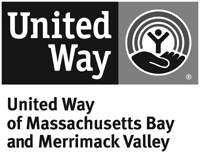 United
Way
®
United Way
of Massachusetts Bay
and Merrimack Valley